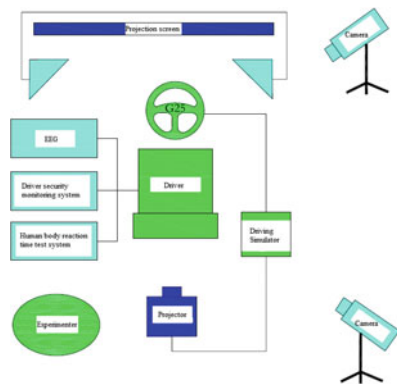 Projection screen
Camera
G25
EEG
Driver security
monitoring system
Driver
Human body reaction
time test system
Driving
Simulator
Experimenter
Projector
Camera